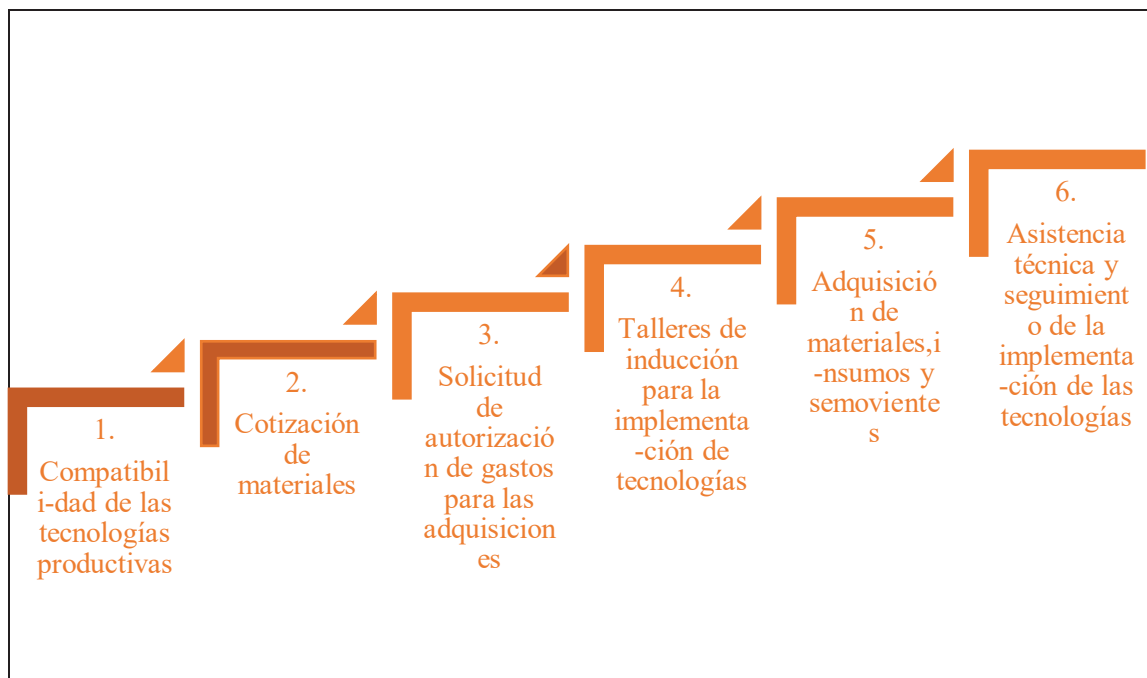 1.
Compatibil
i-dad de las
tecnologías
productivas
2.
Cotización
de
materiales
3.
Solicitud
de
autorizació
n de gastos
para las
adquisicion
es
4.
Talleres de
inducción
para la
implementa
-ción de
tecnologías
5.
Adquisició
n de
materiales,i
-nsumos y
semoviente
s
6.
Asistencia
técnica y
seguimient
o de la
implementa
-ción de las
tecnologías